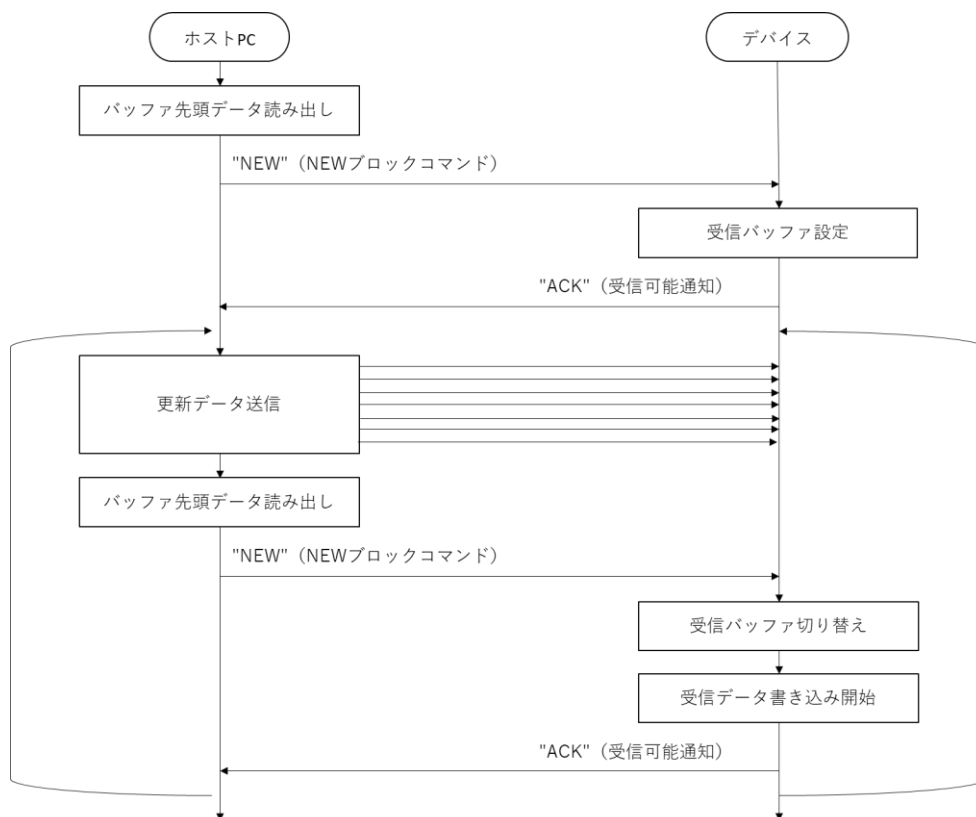 ホストPC
デバイス
バッファ先頭データ読み出し
"NEW"（NEWブロックコマンド）
受信バッファ設定
"ACK"（受信可能通知）
更新データ送信
バッファ先頭データ読み出し
"NEW"（NEWブロックコマンド）
受信バッファ切り替え
受信データ書き込み開始
"ACK"（受信可能通知）